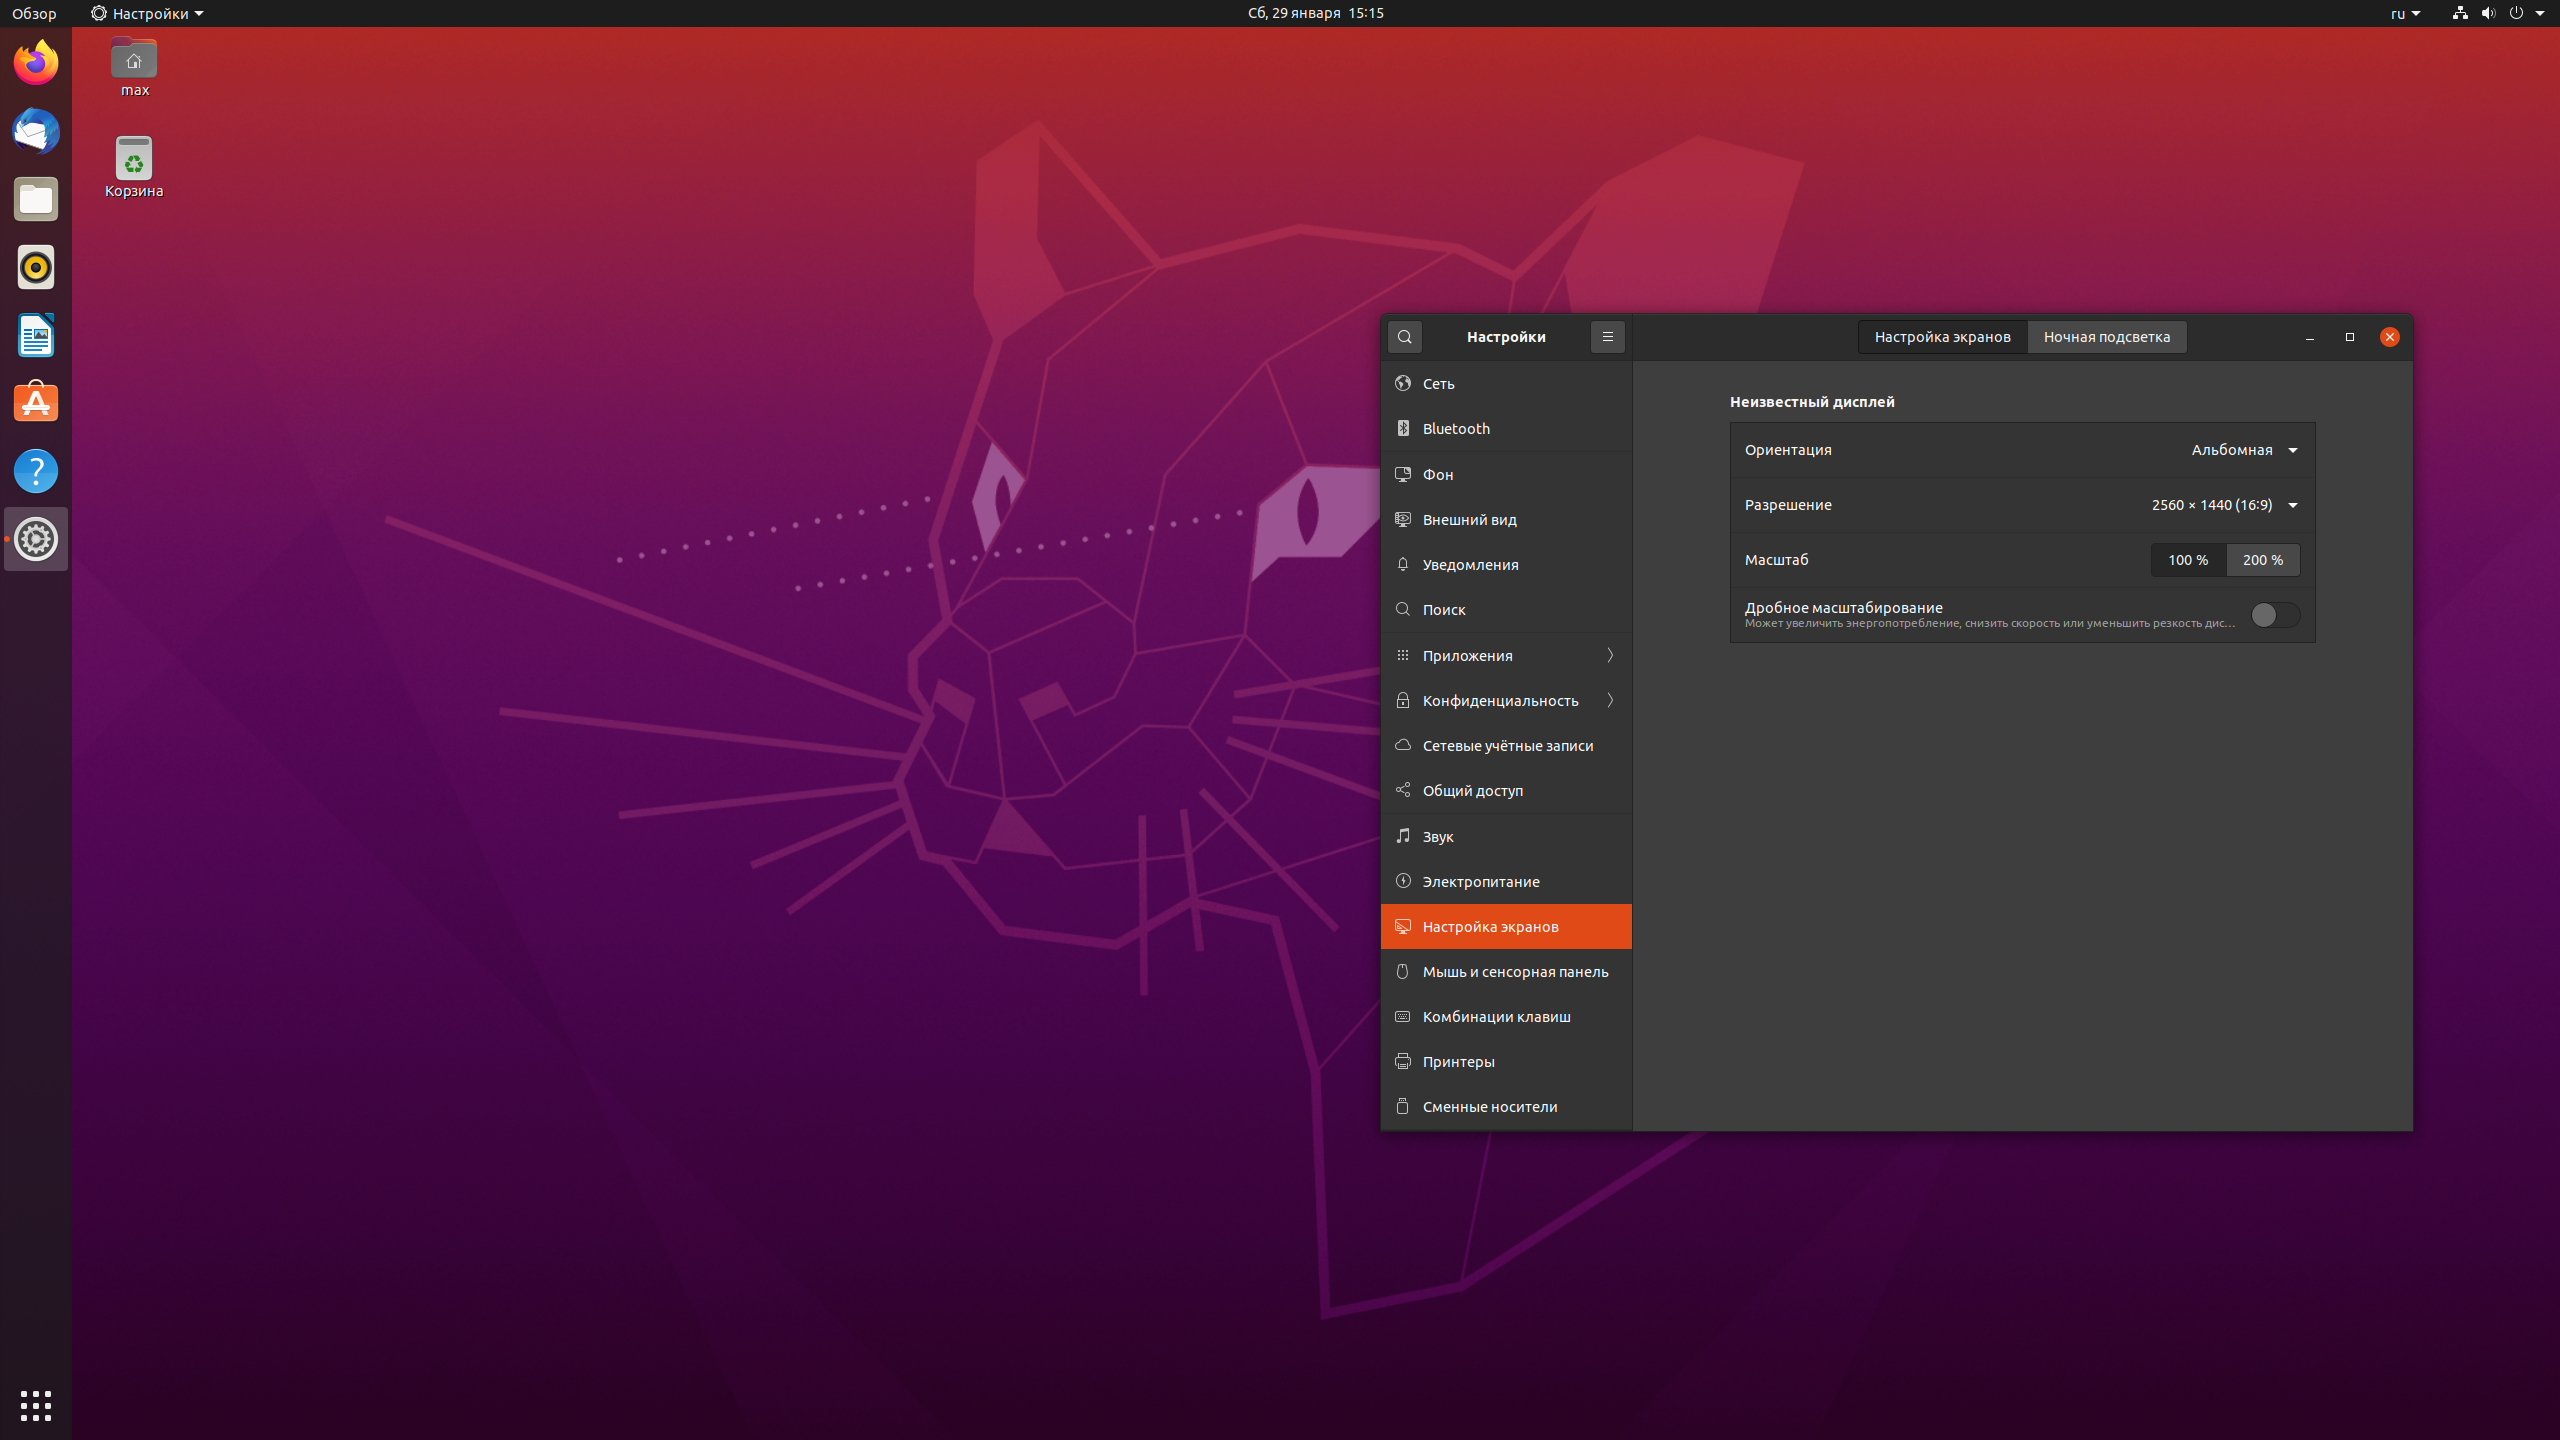 Обзор
Настройки
Сб, 29 января 15:15
ru
max
Корзина
Настройки
Настройка экранов
Ночная подсветка
Сеть
Bluetooth
Фон
Внешний вид
Уведомления
Поиск
Приложения
Конфиденциальность
Сетевые учётные записи
Общий доступ
Звук
Электропитание
Настройка экранов
Мышь и сенсорная панель
Комбинации клавиш
Принтеры
Сменные носители
Неизвестный дисплей
Ориентация
Альбомная
Разрешение
2560 × 1440 (16:9)
Масштаб
100 %
200 %
Дробное масштабирование
Может увеличить энергопотребление, снизить скорость или уменьшить резкость дис…